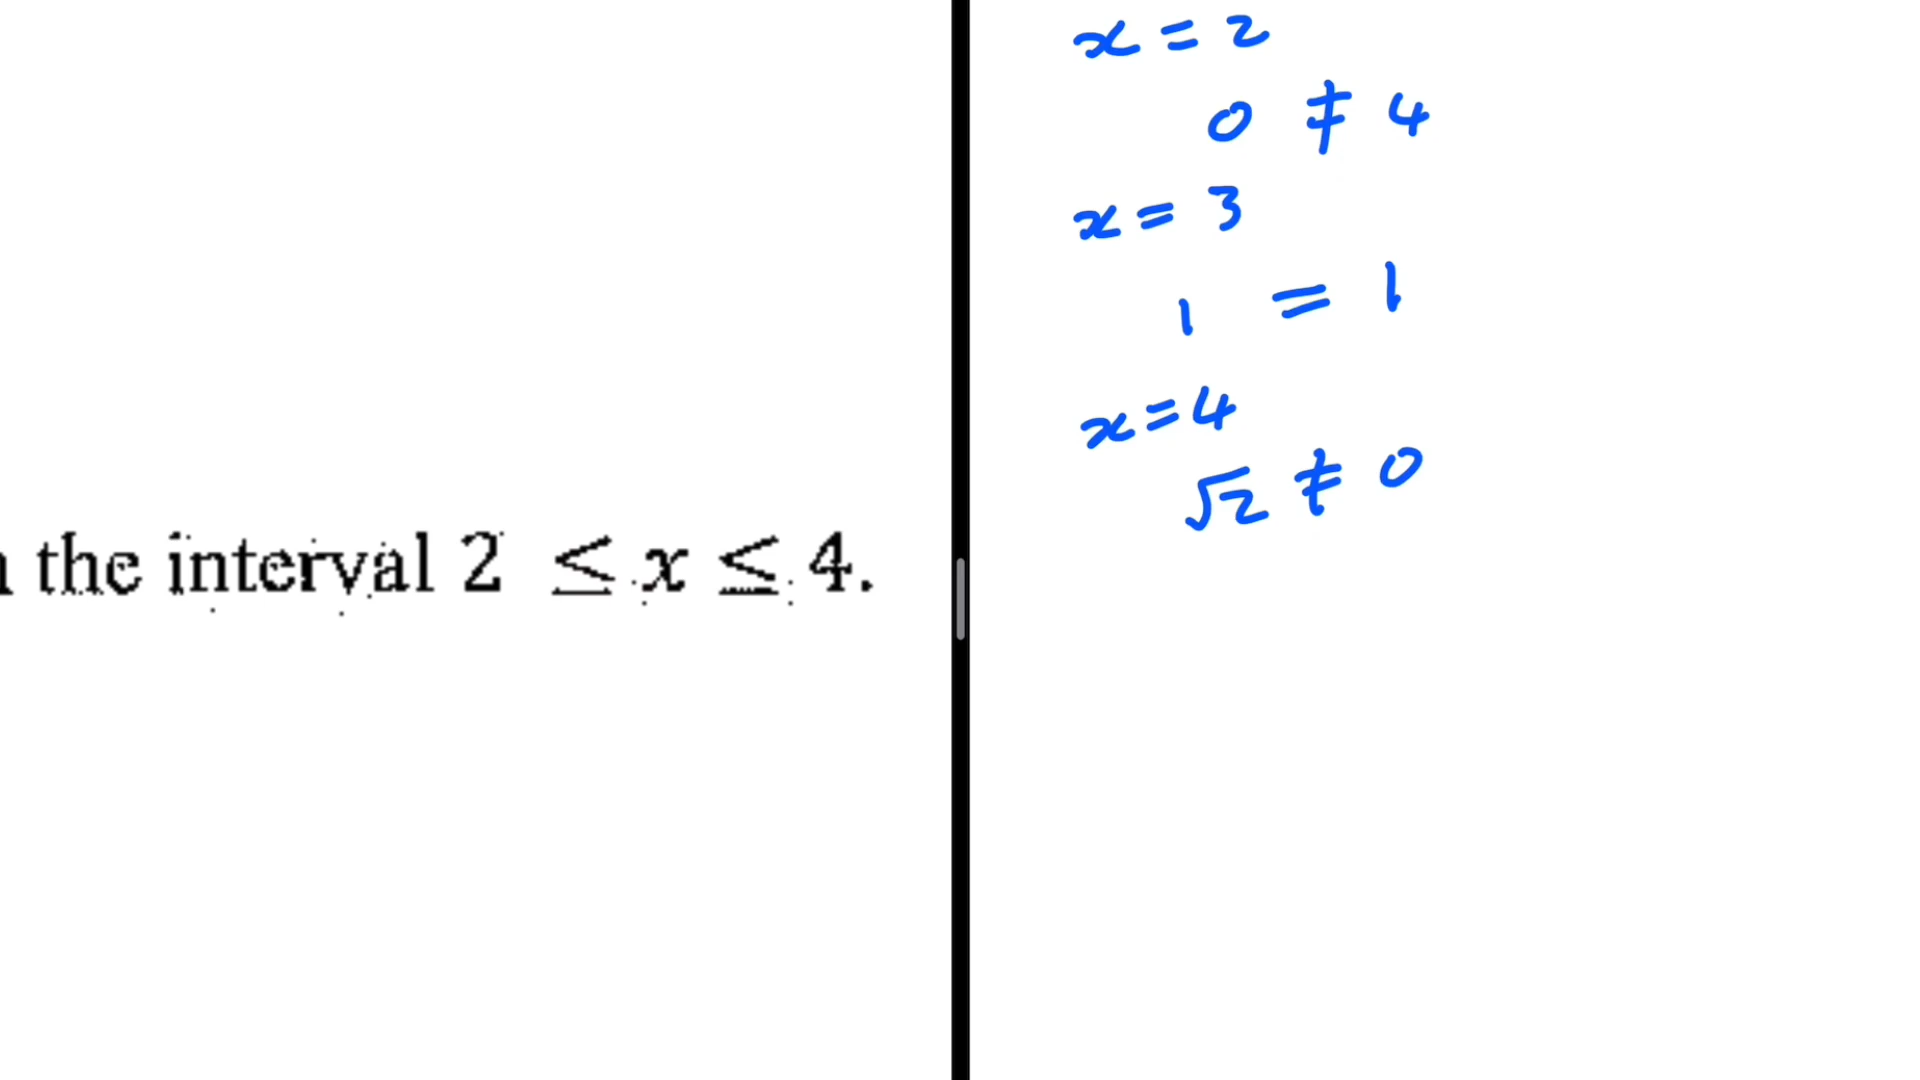 the interval 2 ≤ x ≤ 4.
x = 2
0 ≠ 4
x = 3
1 = 1
x = 4
√2 ≠ 0